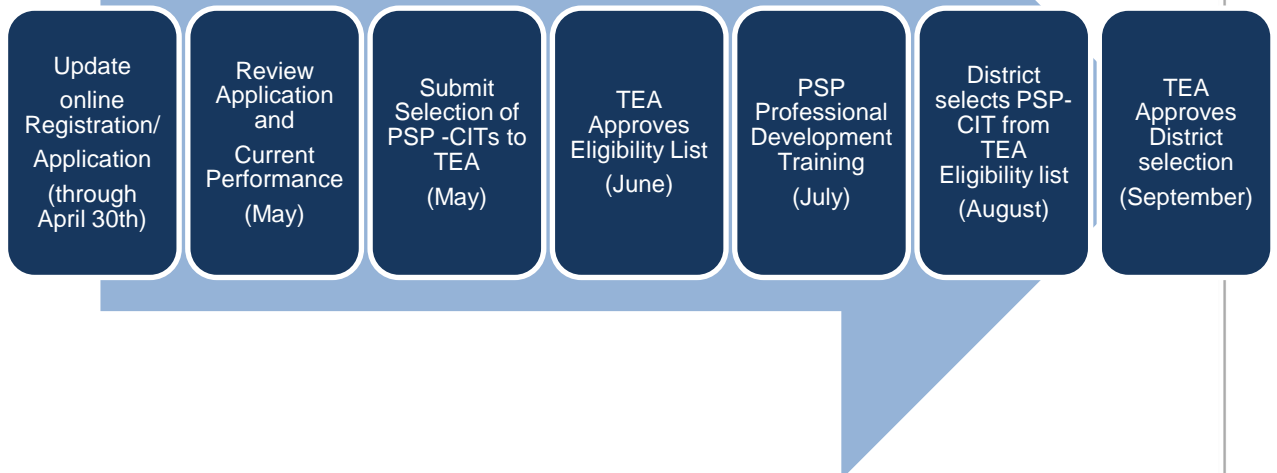 Update
online
Registration/
Application
(through
April 30th)
Review
Application
and
Current
Performance
(May)
Submit
Selection of
PSP -CITs to
TEA
(May)
TEA
Approves
Eligibility List
(June)
PSP
Professional
Development
Training
(July)
District
selects PSP-
CIT from
TEA
Eligibility list
(August)
TEA
Approves
District
selection
(September)